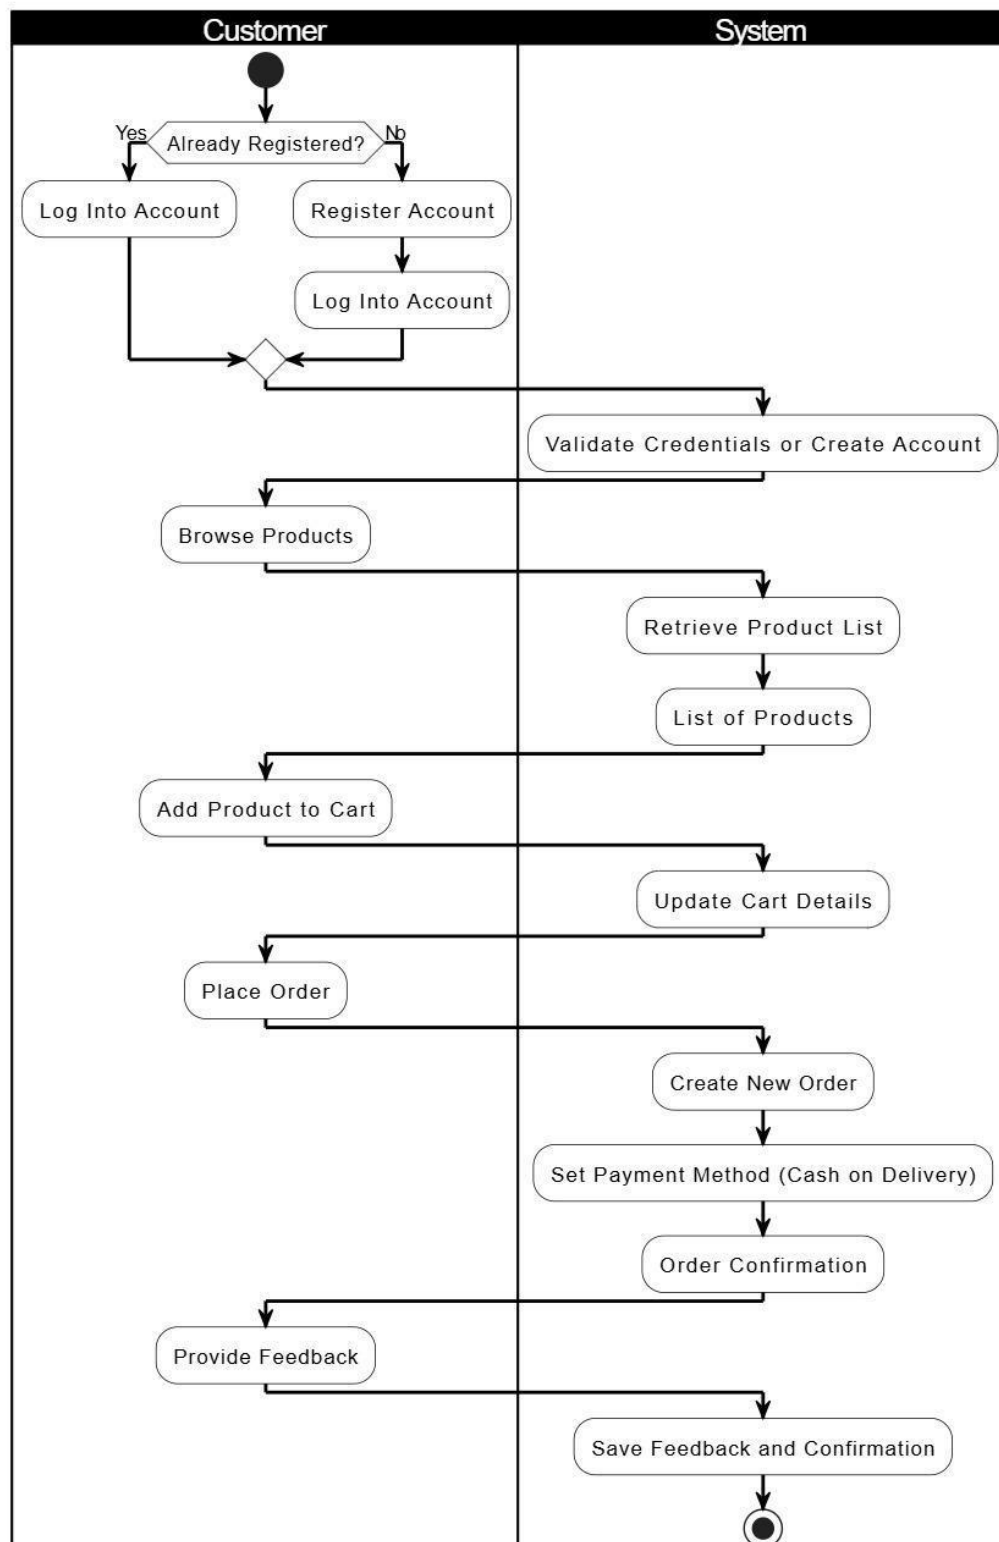 Customer
System
Already Registered?
Yes
No
Log Into Account
Register Account
Log Into Account
Validate Credentials or Create Account
Browse Products
Retrieve Product List
List of Products
Add Product to Cart
Update Cart Details
Place Order
Create New Order
Set Payment Method (Cash on Delivery)
Order Confirmation
Provide Feedback
Save Feedback and Confirmation